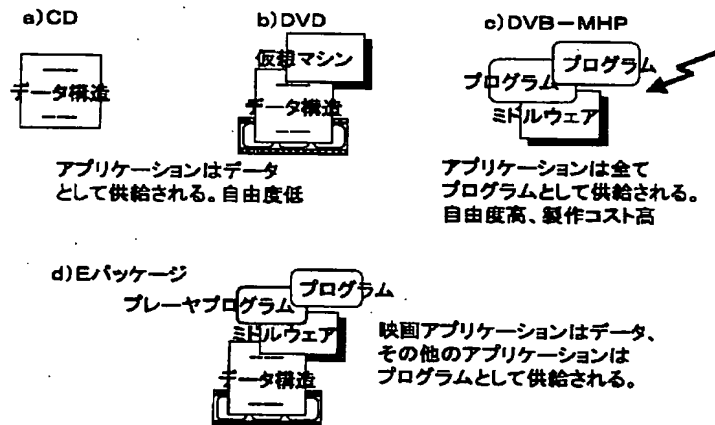 a)CD
b)DVD
c)DVB-MHP
データ構造
仮想マシン
データ構造
プログラム
プログラム
ミドルウェア
アプリケーションはデータ
として供給される。自由度低
アプリケーションは全て
プログラムとして供給される。
自由度高、製作コスト高
d)Eパッケージ
プログラム
プレーヤプログラム
ミドルウェア
データ構造
映画アプリケーションはデータ、
その他のアプリケーションは
プログラムとして供給される。